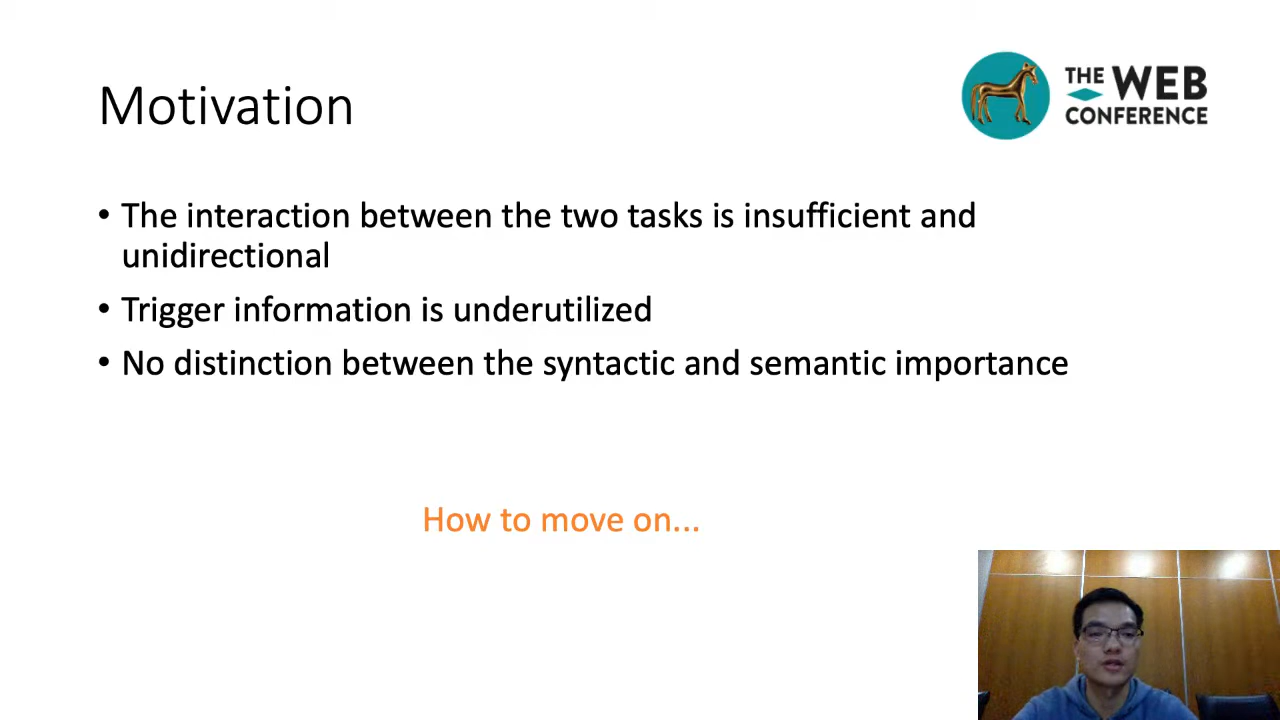 Motivation
THE WEB
CONFERENCE
• The interaction between the two tasks is insufficient and
unidirectional
• Trigger information is underutilized
• No distinction between the syntactic and semantic importance
How to move on...